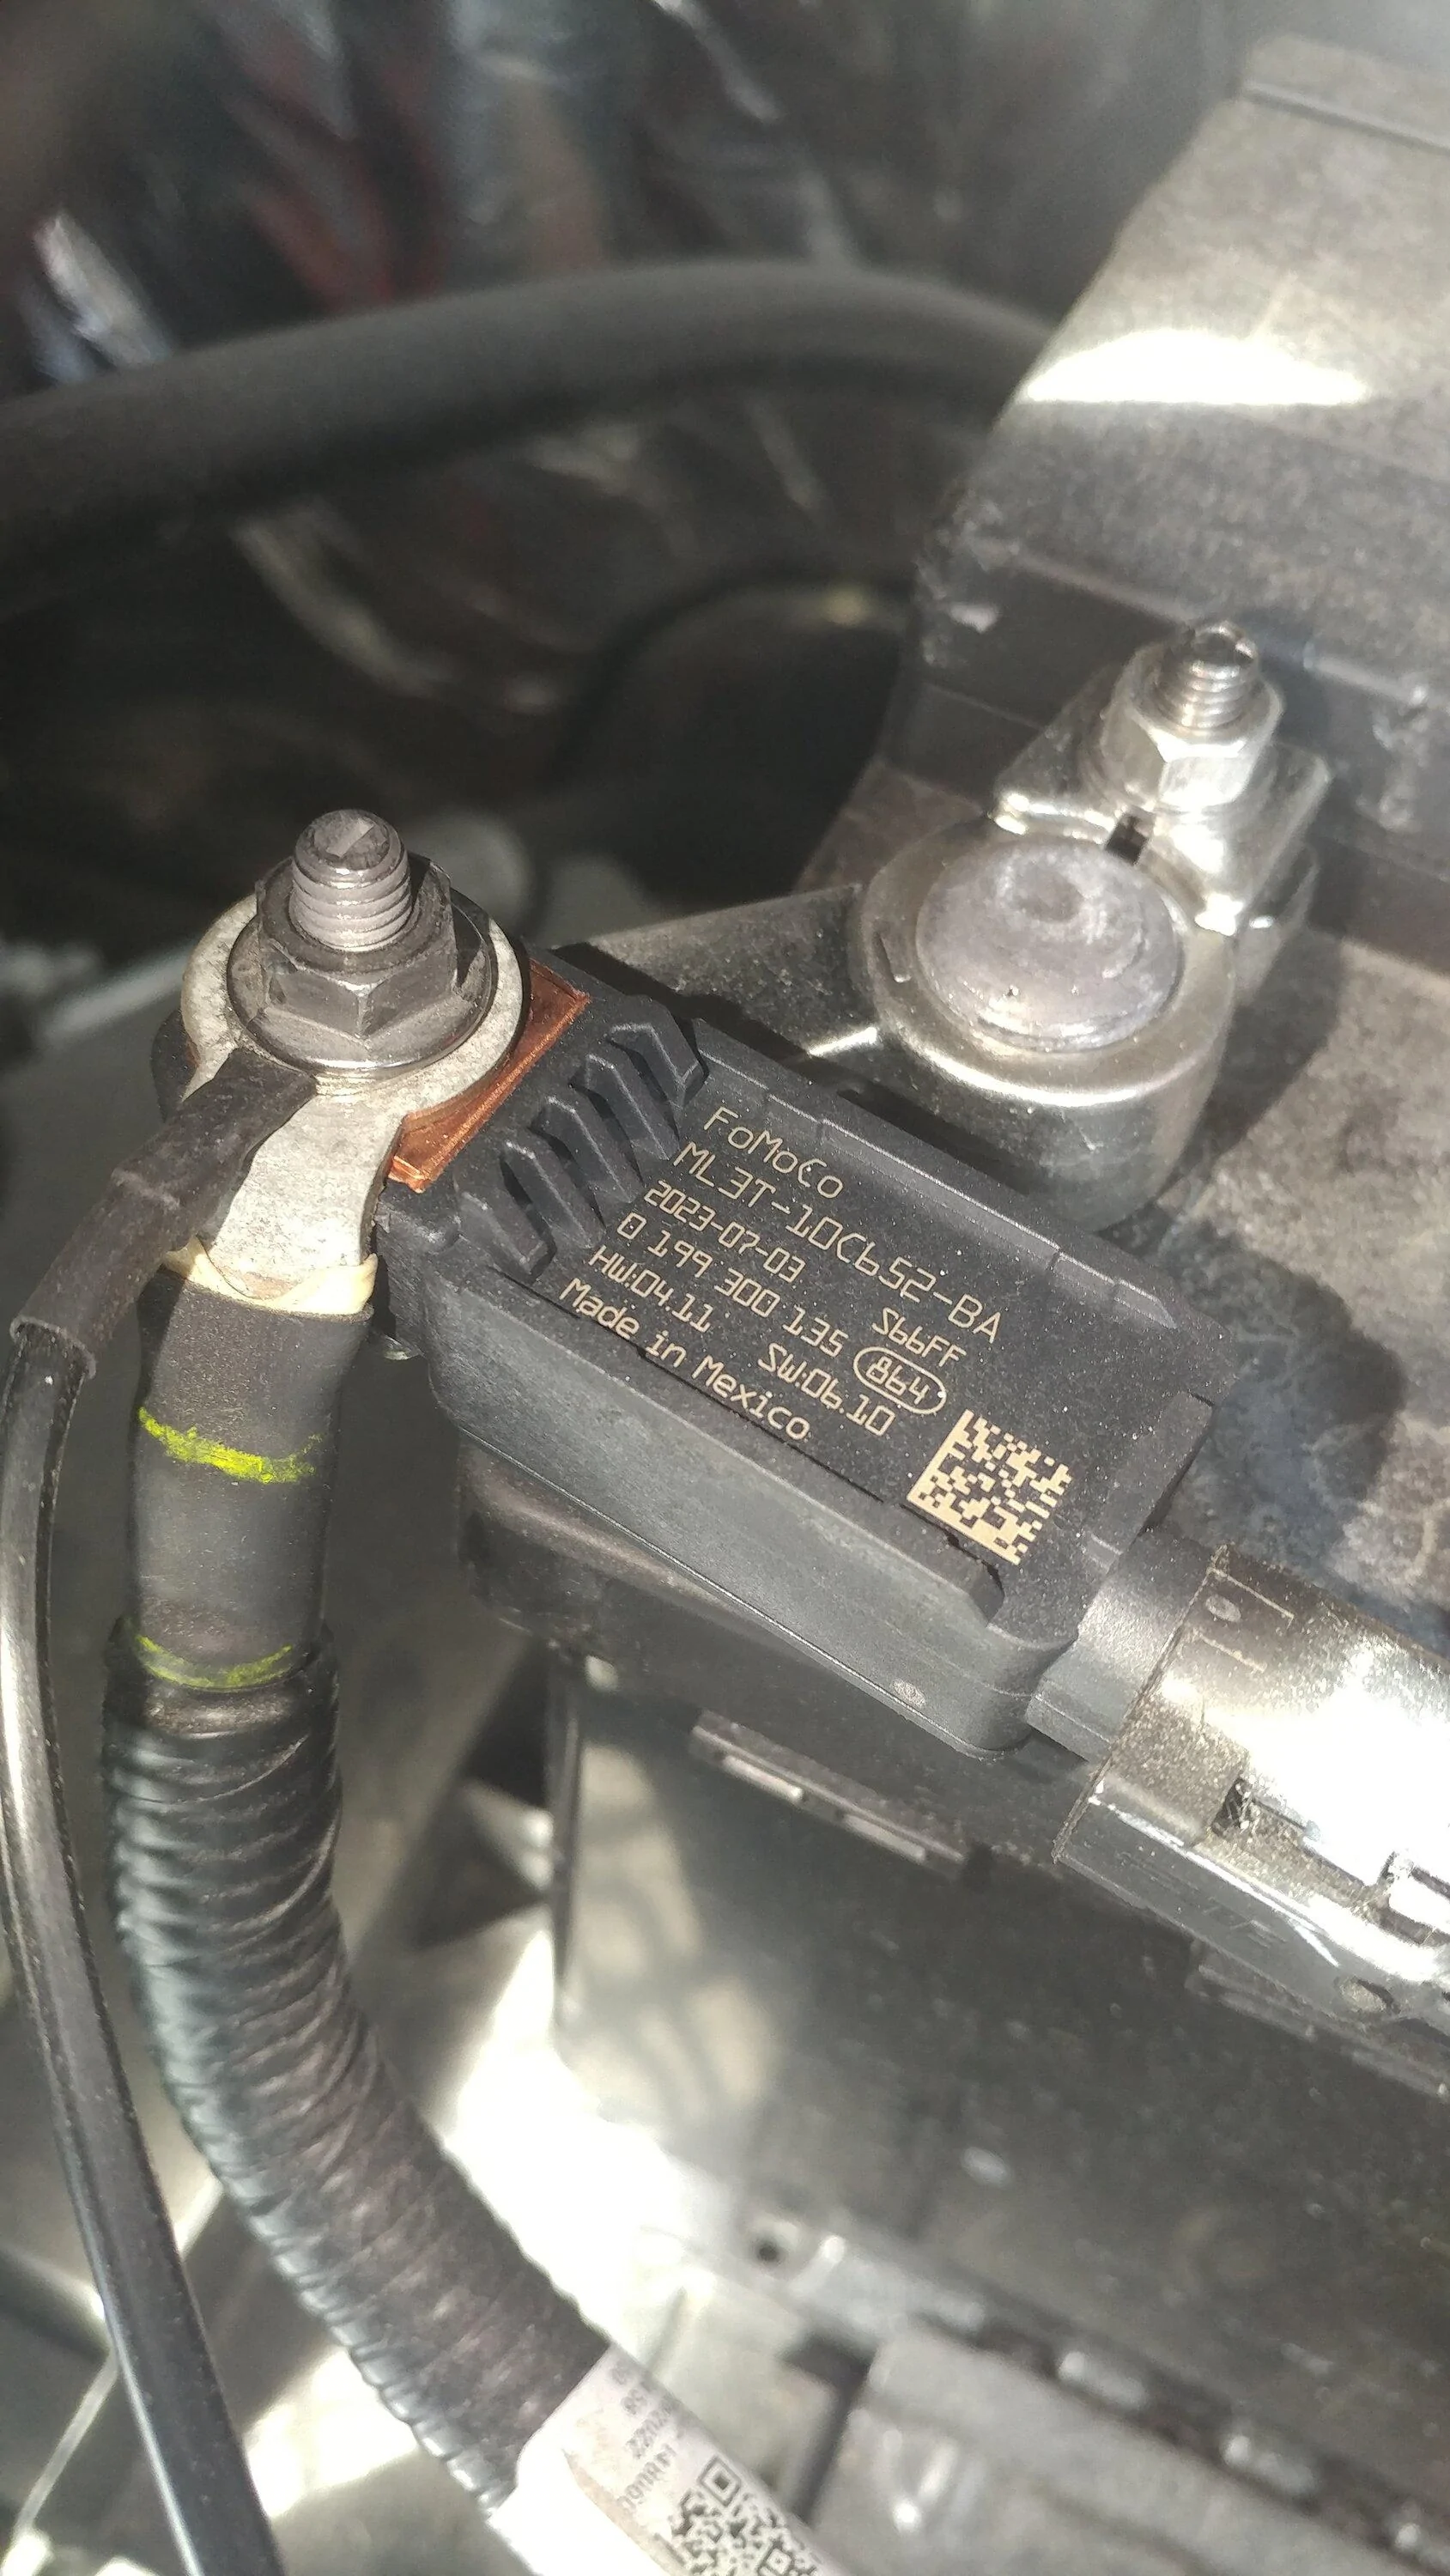 FoMoCo
ML3T-10C652-BA
2023-07-03 S66FF
0 199 300 135 864
HW:04.11 SW:06.10
Made in Mexico